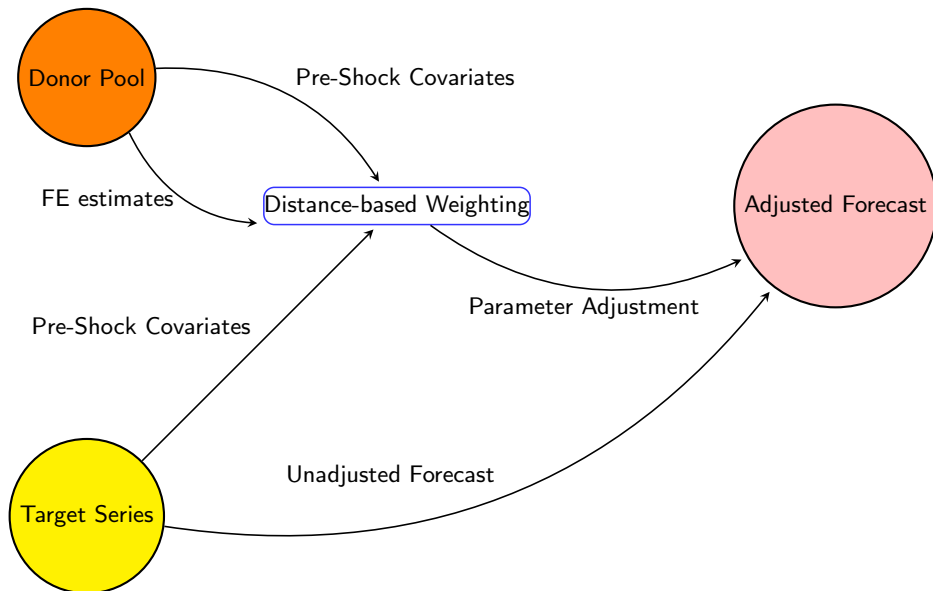 Donor Pool
Pre-Shock Covariates
FE estimates
Distance-based Weighting
Adjusted Forecast
Parameter Adjustment
Pre-Shock Covariates
Unadjusted Forecast
Target Series